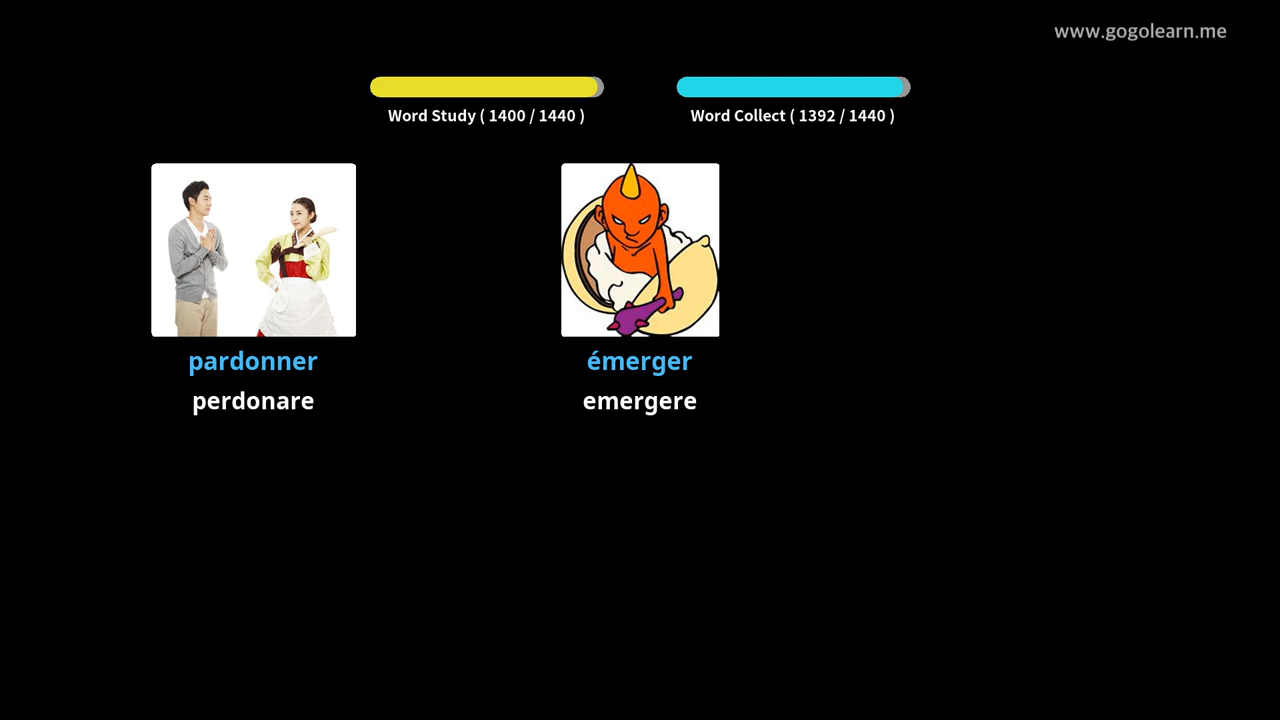 www.gogolearn.me
Word Study ( 1400 / 1440 )
Word Collect ( 1392 / 1440 )
pardonner
perdonare
émerger
emergere